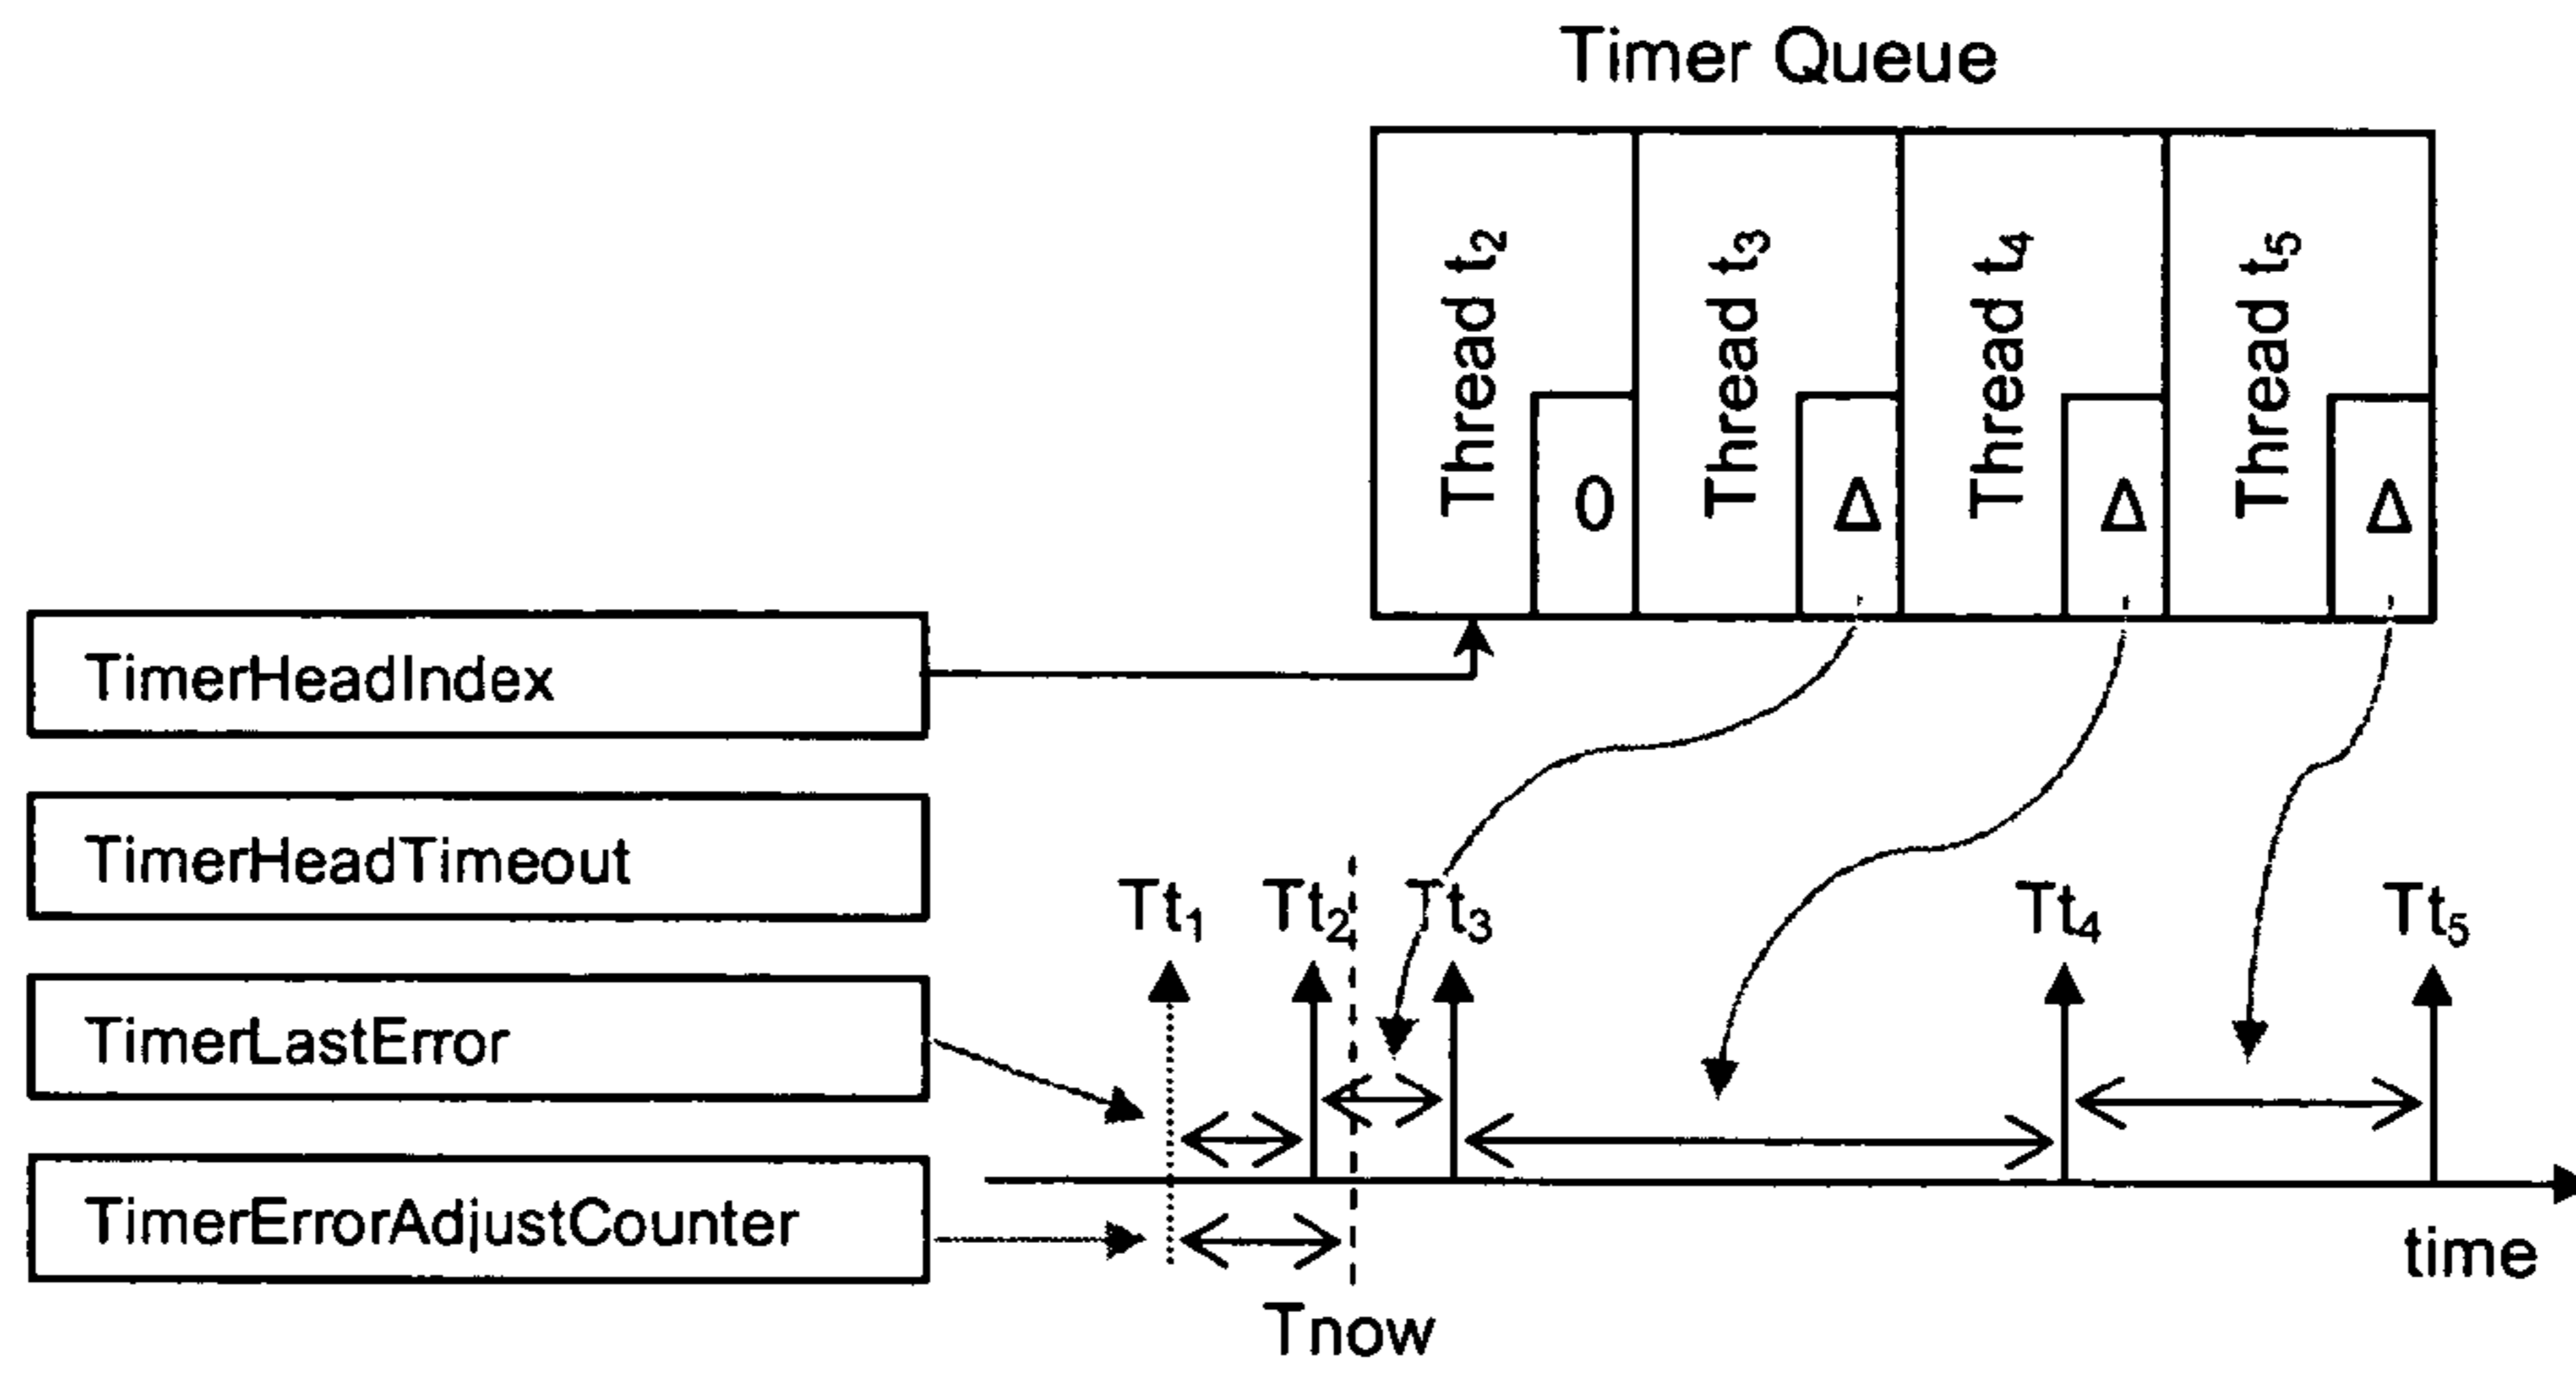 Timer Queue
Thread t₂
0
Thread t₃
Δ
Thread t₄
Δ
Thread t₅
Δ
TimerHeadIndex
TimerHeadTimeout
TimerLastError
TimerErrorAdjustCounter
Tt₁
Tt₂
Tt₃
Tt₄
Tt₅
time
Tnow